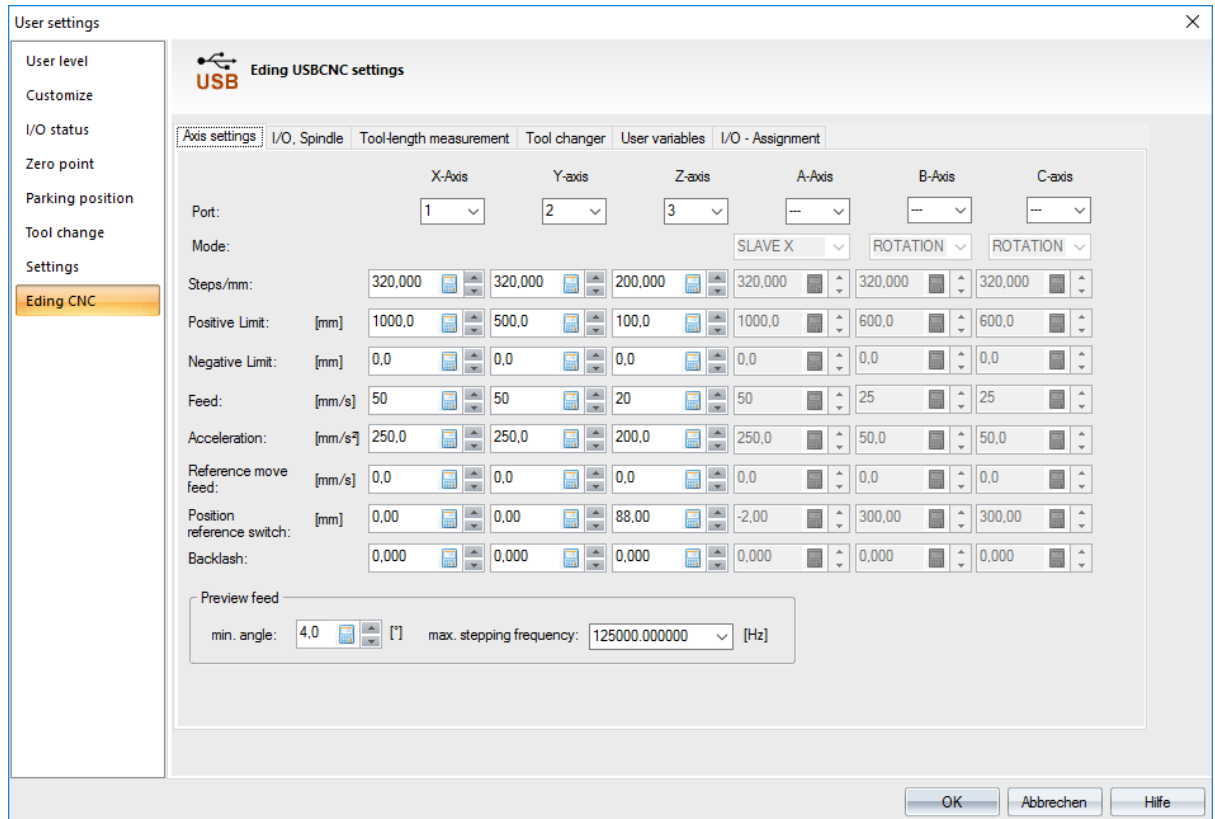 User settings
User level
Customize
I/O status
Zero point
Parking position
Tool change
Settings
Eding CNC
USB Eding USBCNC settings
Axis settings I/O, Spindle Tool-length measurement Tool changer User variables I/O - Assignment
X-Axis Y-axis Z-axis A-Axis B-Axis C-axis
Port: 1 2 3 --- --- ---
Mode: SLAVE X ROTATION ROTATION
Steps/mm: 320,000 320,000 200,000 320,000 320,000 320,000
Positive Limit: [mm] 1000,0 500,0 100,0 1000,0 600,0 600,0
Negative Limit: [mm] 0,0 0,0 0,0 0,0 0,0 0,0
Feed: [mm/s] 50 50 20 50 25 25
Acceleration: [mm/s²] 250,0 250,0 200,0 250,0 50,0 50,0
Reference move
feed: [mm/s] 0,0 0,0 0,0 0,0 0,0 0,0
Position
reference switch: [mm] 0,00 0,00 88,00 -2,00 300,00 300,00
Backlash: 0,000 0,000 0,000 0,000 0,000 0,000
Preview feed
min. angle: 4,0 [°] max. stepping frequency: 125000.000000 [Hz]
OK Abbrechen Hilfe